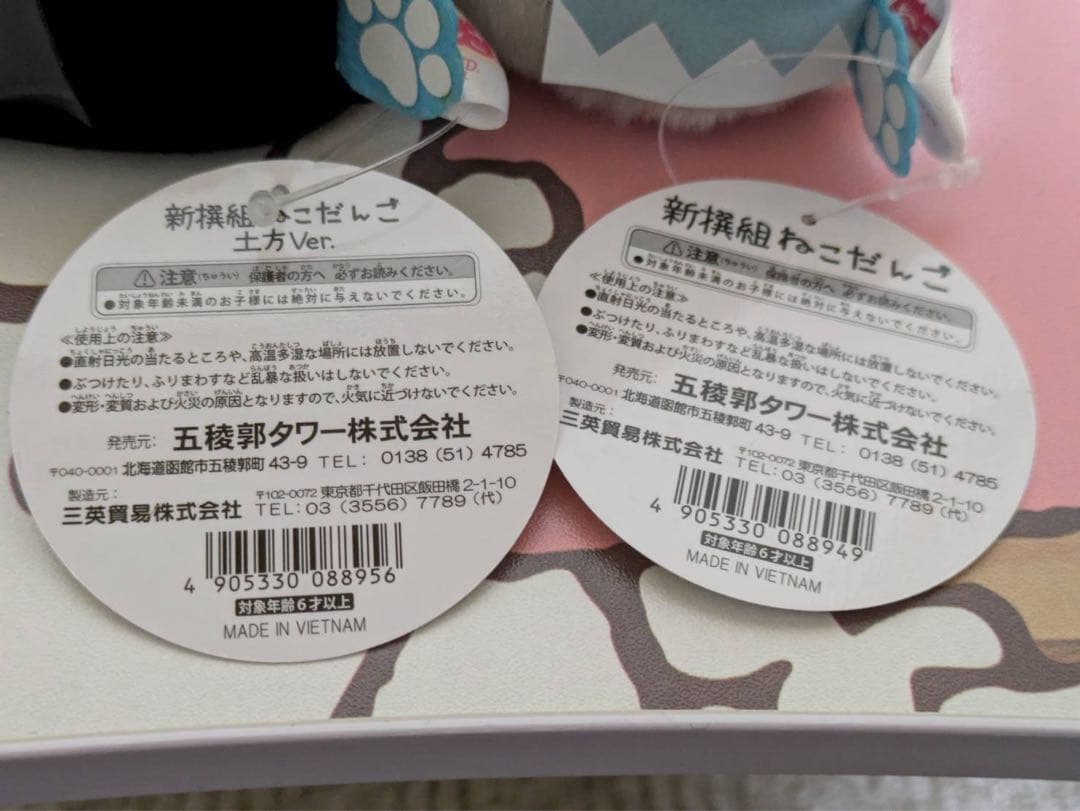 新撰組 ねこだんご
土方Ver.
⚠注意(ちゅうい) 保護者の方へ 必ずお読みください。
●対象年齢未満のお子様には絶対に与えないでください。
≪使用上の注意≫
●直射日光の当たるところや、高温多湿な場所には放置しないでください。
●ぶつけたり、ふりまわすなど乱暴な扱いはしないでください。
●変形・変質および火災の原因となりますので、火気に近づけないでください。
発売元: 五稜郭タワー株式会社
〒040-0001 北海道函館市五稜郭町 43-9 TEL: 0138 (51) 4785
製造元: 〒102-0072 東京都千代田区飯田橋 2-1-10
三英貿易株式会社 TEL:03 (3556) 7789 (代)
4 905330 088956
対象年齢6才以上
MADE IN VIETNAM
新撰組 ねこだんご
⚠注意(ちゅうい) 保護者の方へ 必ずお読みください。
●対象年齢未満のお子様には絶対に与えないでください。
≪使用上の注意≫
●直射日光の当たるところや、高温多湿な場所には放置しないでください。
●ぶつけたり、ふりまわすなど乱暴な扱いはしないでください。
●変形・変質および火災の原因となりますので、火気に近づけないでください。
発売元: 五稜郭タワー株式会社
〒040-0001 北海道函館市五稜郭町 43-9 TEL: 0138 (51) 4785
製造元: 〒102-0072 東京都千代田区飯田橋 2-1-10
三英貿易株式会社 TEL:03 (3556) 7789 (代)
4 905330 088949
対象年齢6才以上
MADE IN VIETNAM